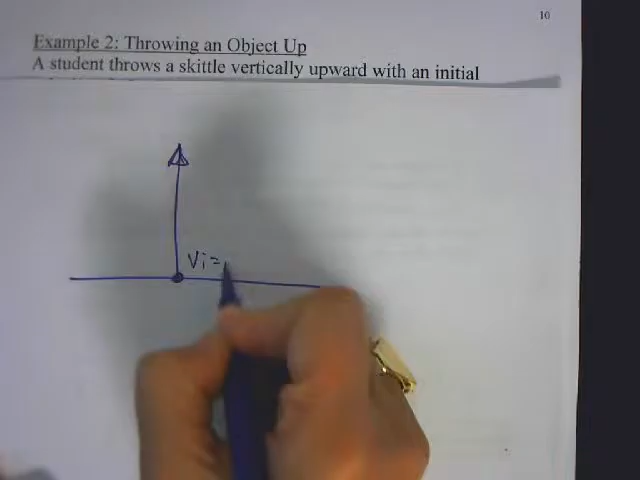 10
Example 2: Throwing an Object Up
A student throws a skittle vertically upward with an initial
Vi=